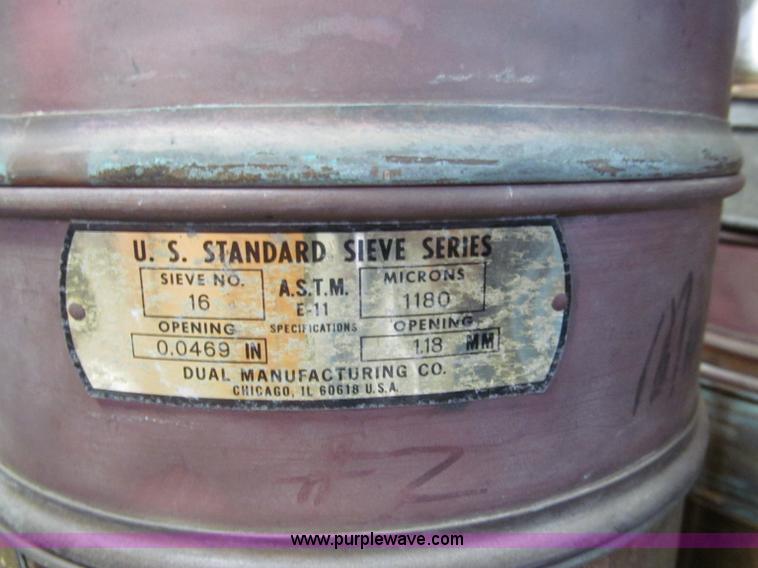 U. S. STANDARD SIEVE SERIES
SIEVE NO.
16
A.S.T.M.
E-11
SPECIFICATIONS
MICRONS
1180
OPENING
0.0469 IN
OPENING
1.18 MM
DUAL MANUFACTURING CO.
CHICAGO, IL 60618 U.S.A.
www.purplewave.com